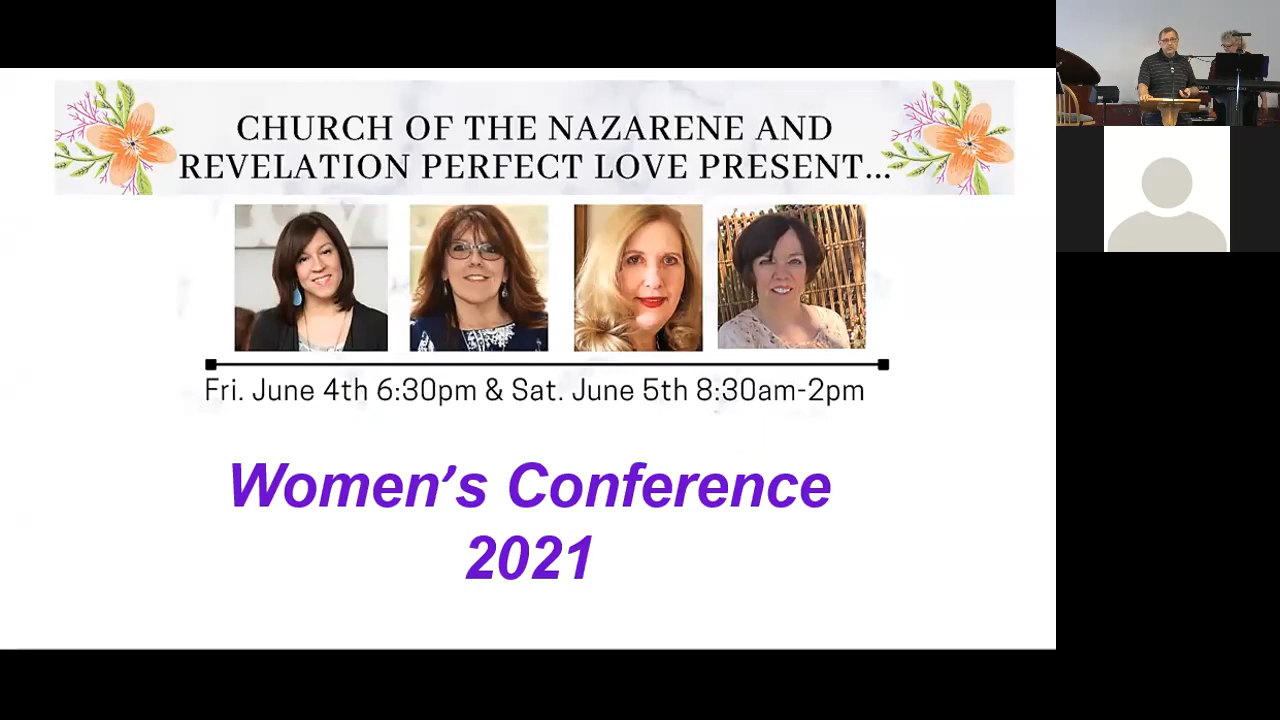 CHURCH OF THE NAZARENE AND
REVELATION PERFECT LOVE PRESENT...
Fri. June 4th 6:30pm & Sat. June 5th 8:30am-2pm
Women's Conference
2021